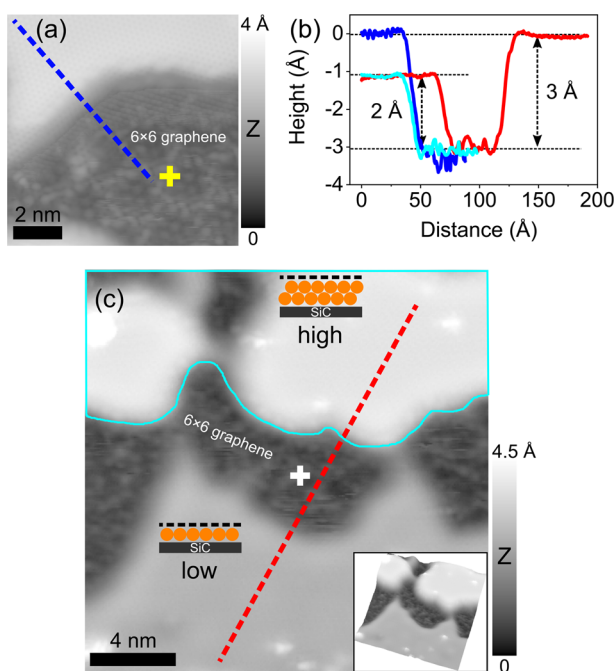 (a)
4 Å
Z
0
6×6 graphene
2 nm
(b)
Height (Å)
0
-1
-2
-3
-4
2 Å
3 Å
0 50 100 150 200
Distance (Å)
(c)
SiC
high
6×6 graphene
SiC
low
4 nm
4.5 Å
Z
0